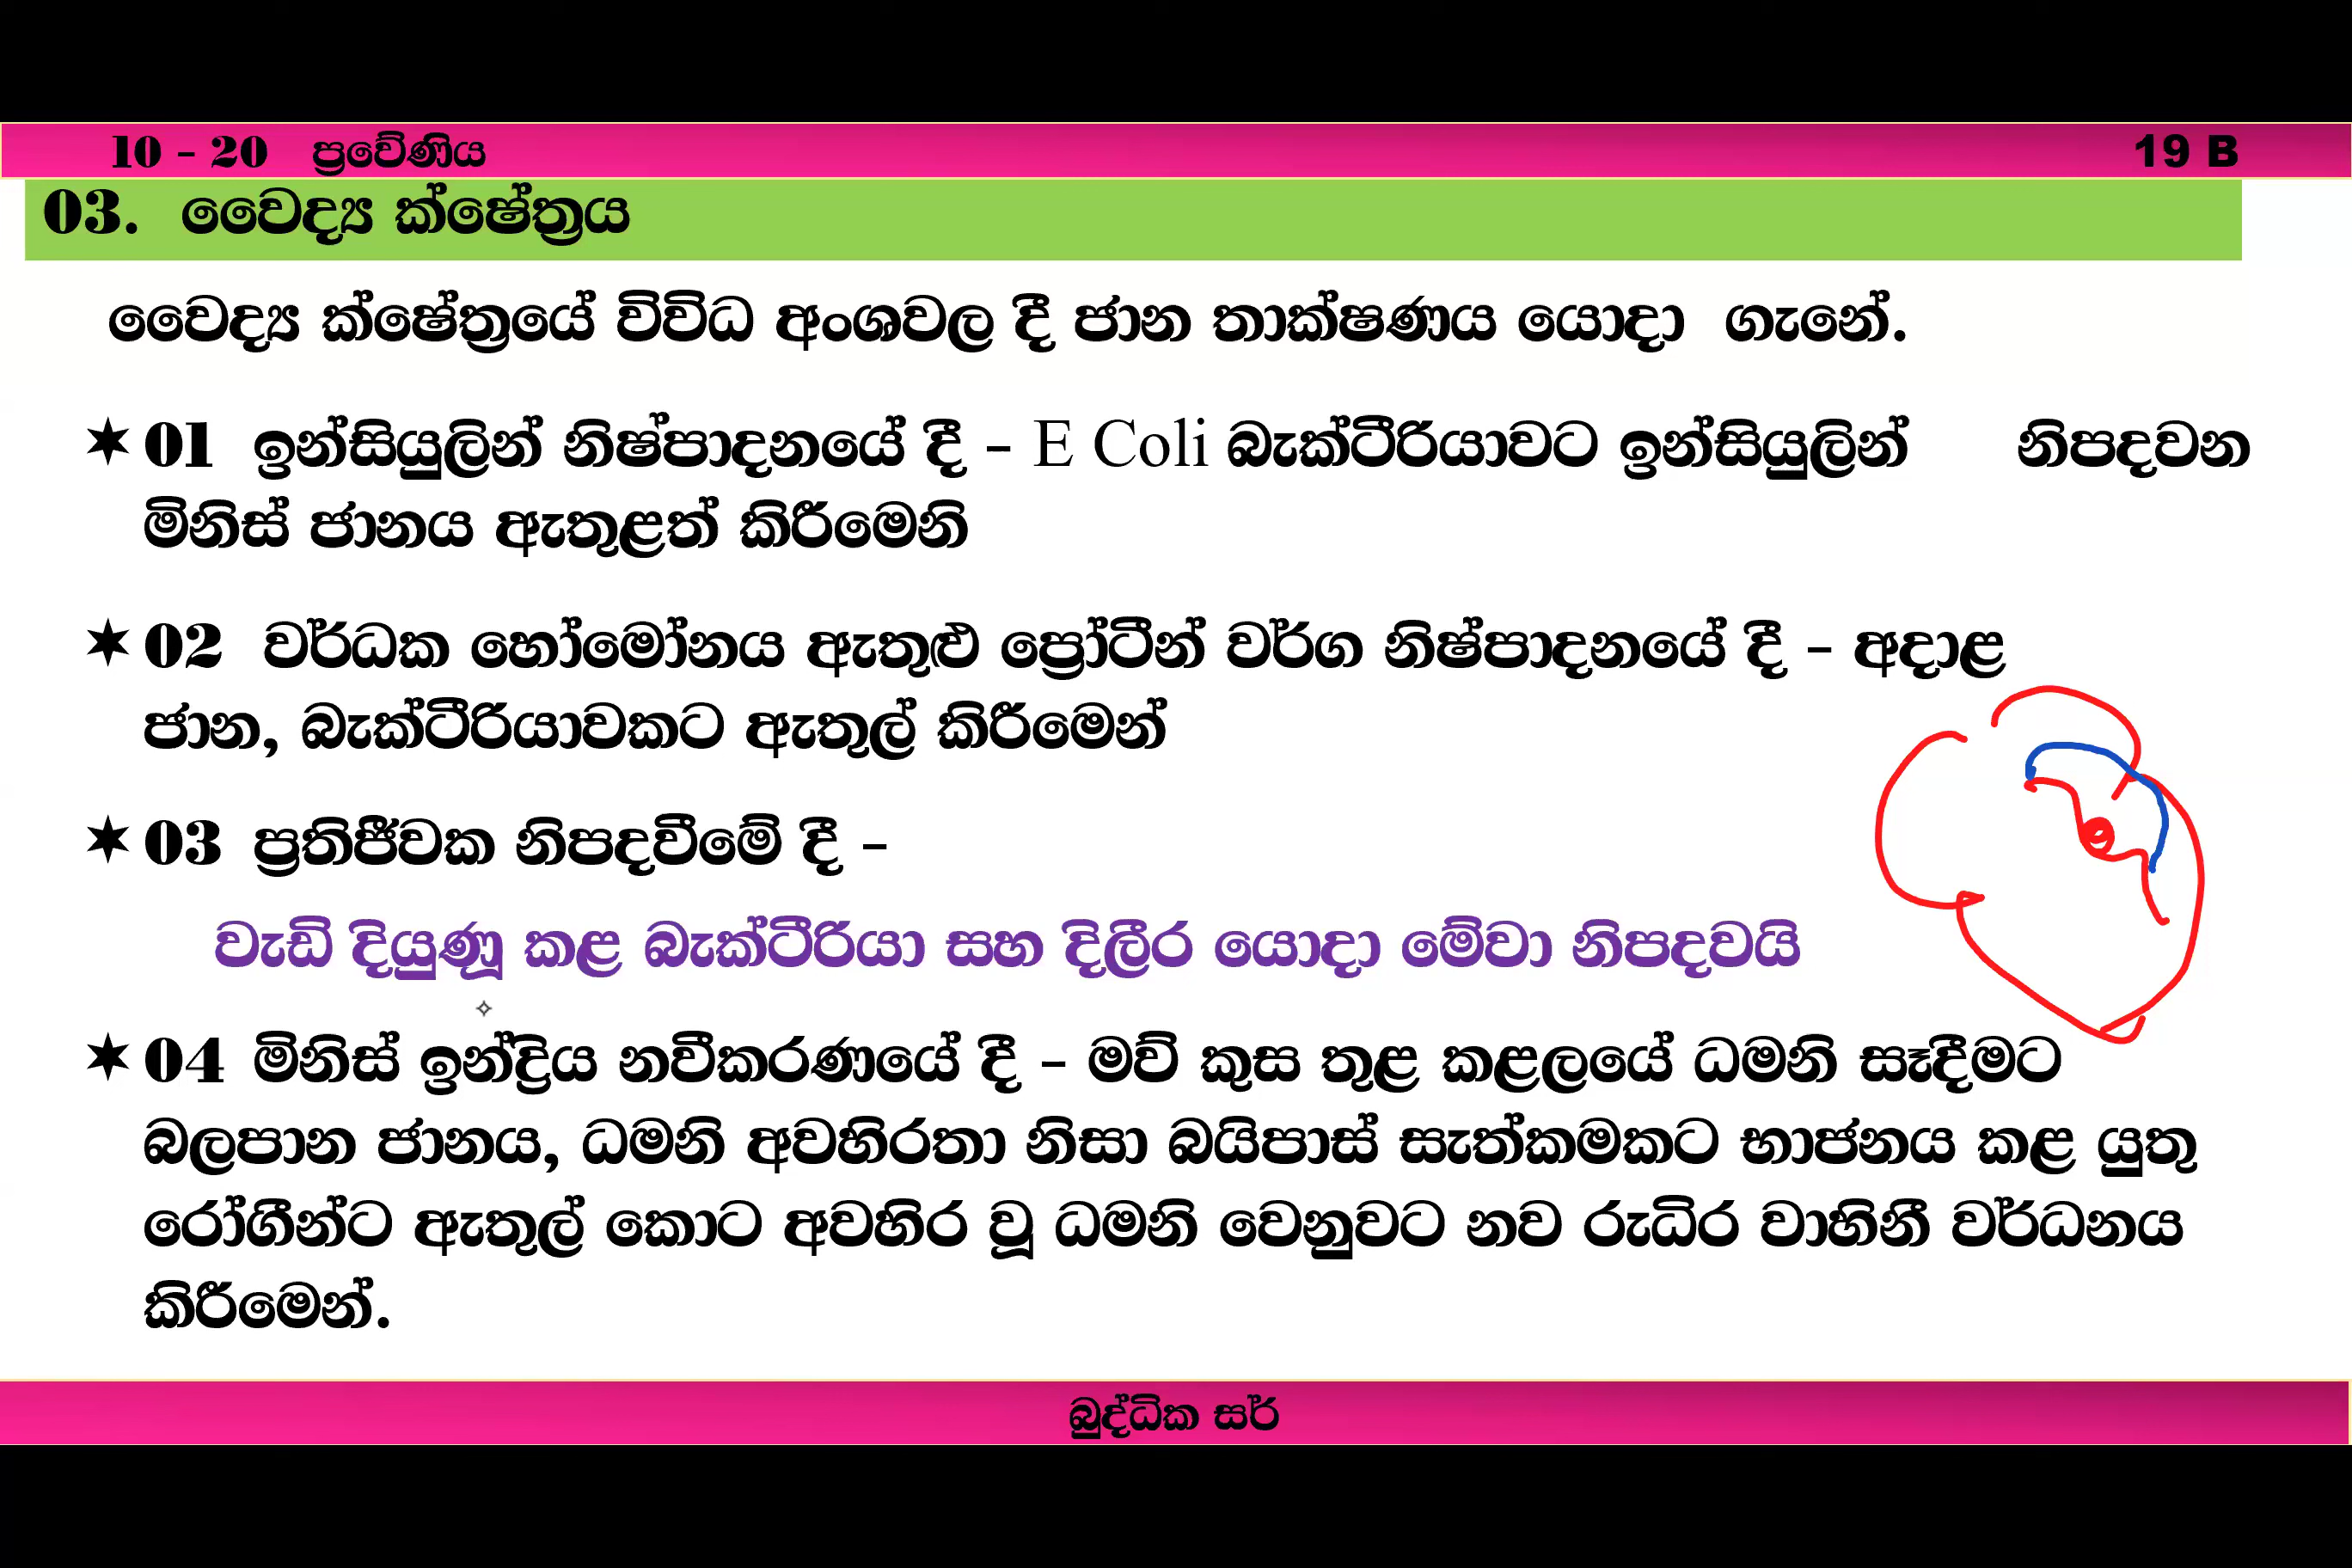 10 - 20 ප්‍රවේණිය 19 B
03. වෛද්‍ය ක්ෂේත්‍රය
වෛද්‍ය ක්ෂේත්‍රයේ විවිධ අංශවල දී ජාන තාක්ෂණය යොදා ගැනේ.
✶ 01 ඉන්සියුලින් නිෂ්පාදනයේ දී - E Coli බැක්ටීරියාවට ඉන්සියුලින් නිපදවන
මිනිස් ජානය ඇතුළත් කිරීමෙනි
✶ 02 වර්ධක හෝමෝනය ඇතුළු ප්‍රෝටීන් වර්ග නිෂ්පාදනයේ දී - අදාළ
ජාන, බැක්ටීරියාවකට ඇතුල් කිරීමෙන්
✶ 03 ප්‍රතිජීවක නිපදවීමේ දී -
වැඩි දියුණු කළ බැක්ටීරියා සහ දිලීර යොදා මේවා නිපදවයි
✶ 04 මිනිස් ඉන්ද්‍රිය නවීකරණයේ දී - මව් කුස තුළ කළලයේ ධමනි සෑදීමට
බලපාන ජානය, ධමනි අවහිරතා නිසා බයිපාස් සැත්කමකට භාජනය කළ යුතු
රෝගීන්ට ඇතුල් කොට අවහිර වූ ධමනි වෙනුවට නව රුධිර වාහිනී වර්ධනය
කිරීමෙන්.
බුද්ධික සර්